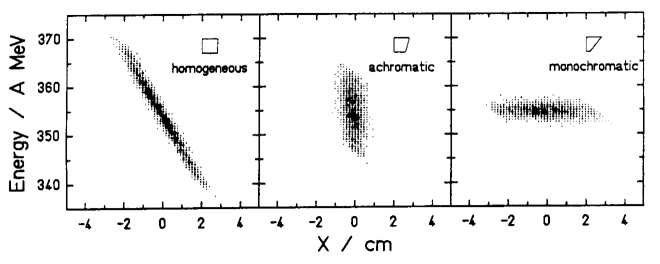 370
360
350
340
Energy / A MeV
homogeneous
achromatic
monochromatic
-4 -2 0 2 4
-4 -2 0 2 4
-4 -2 0 2 4
X / cm